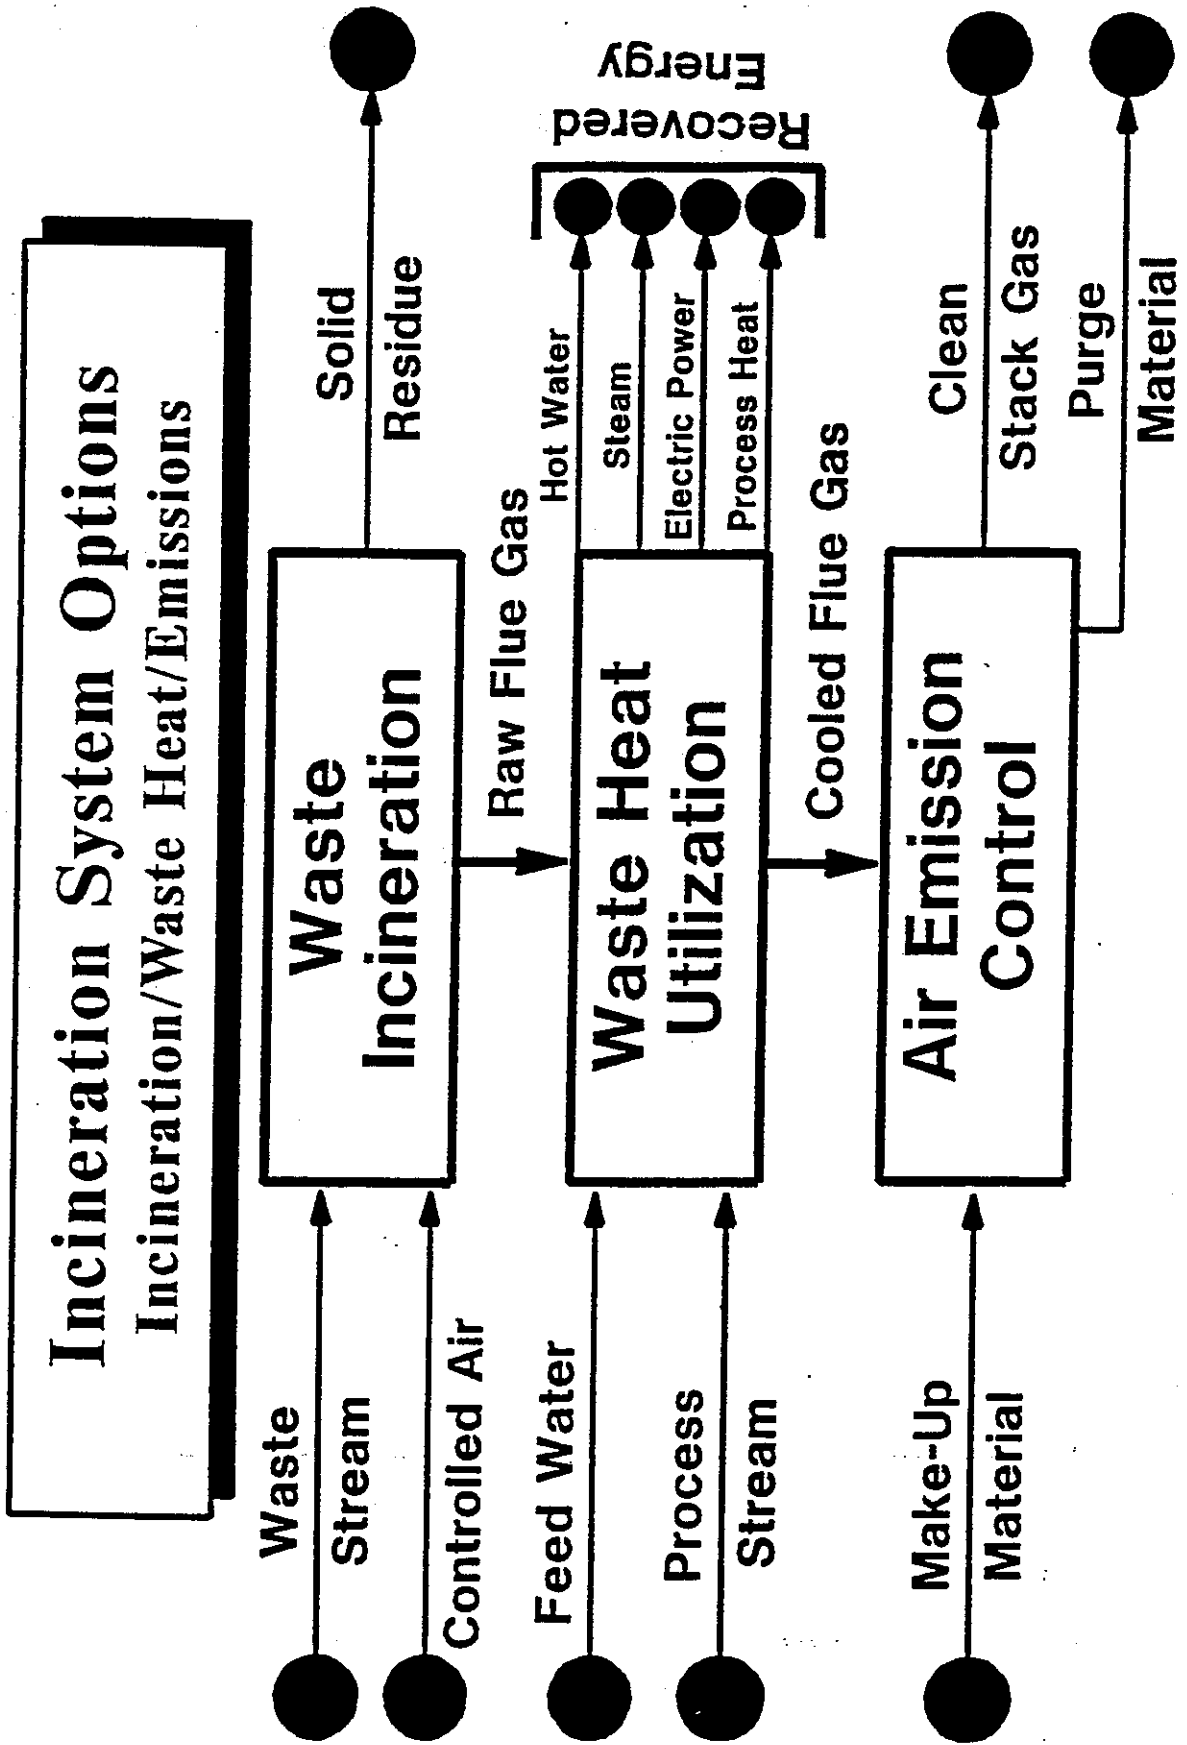 Incineration System Options
Incineration/Waste Heat/Emissions
Waste
Stream
Controlled Air
Waste
Incineration
Solid
Residue
Raw Flue Gas
Feed Water
Process
Stream
Waste Heat
Utilization
Hot Water
Steam
Electric Power
Process Heat
Recovered
Energy
Cooled Flue Gas
Make-Up
Material
Air Emission
Control
Clean
Stack Gas
Purge
Material